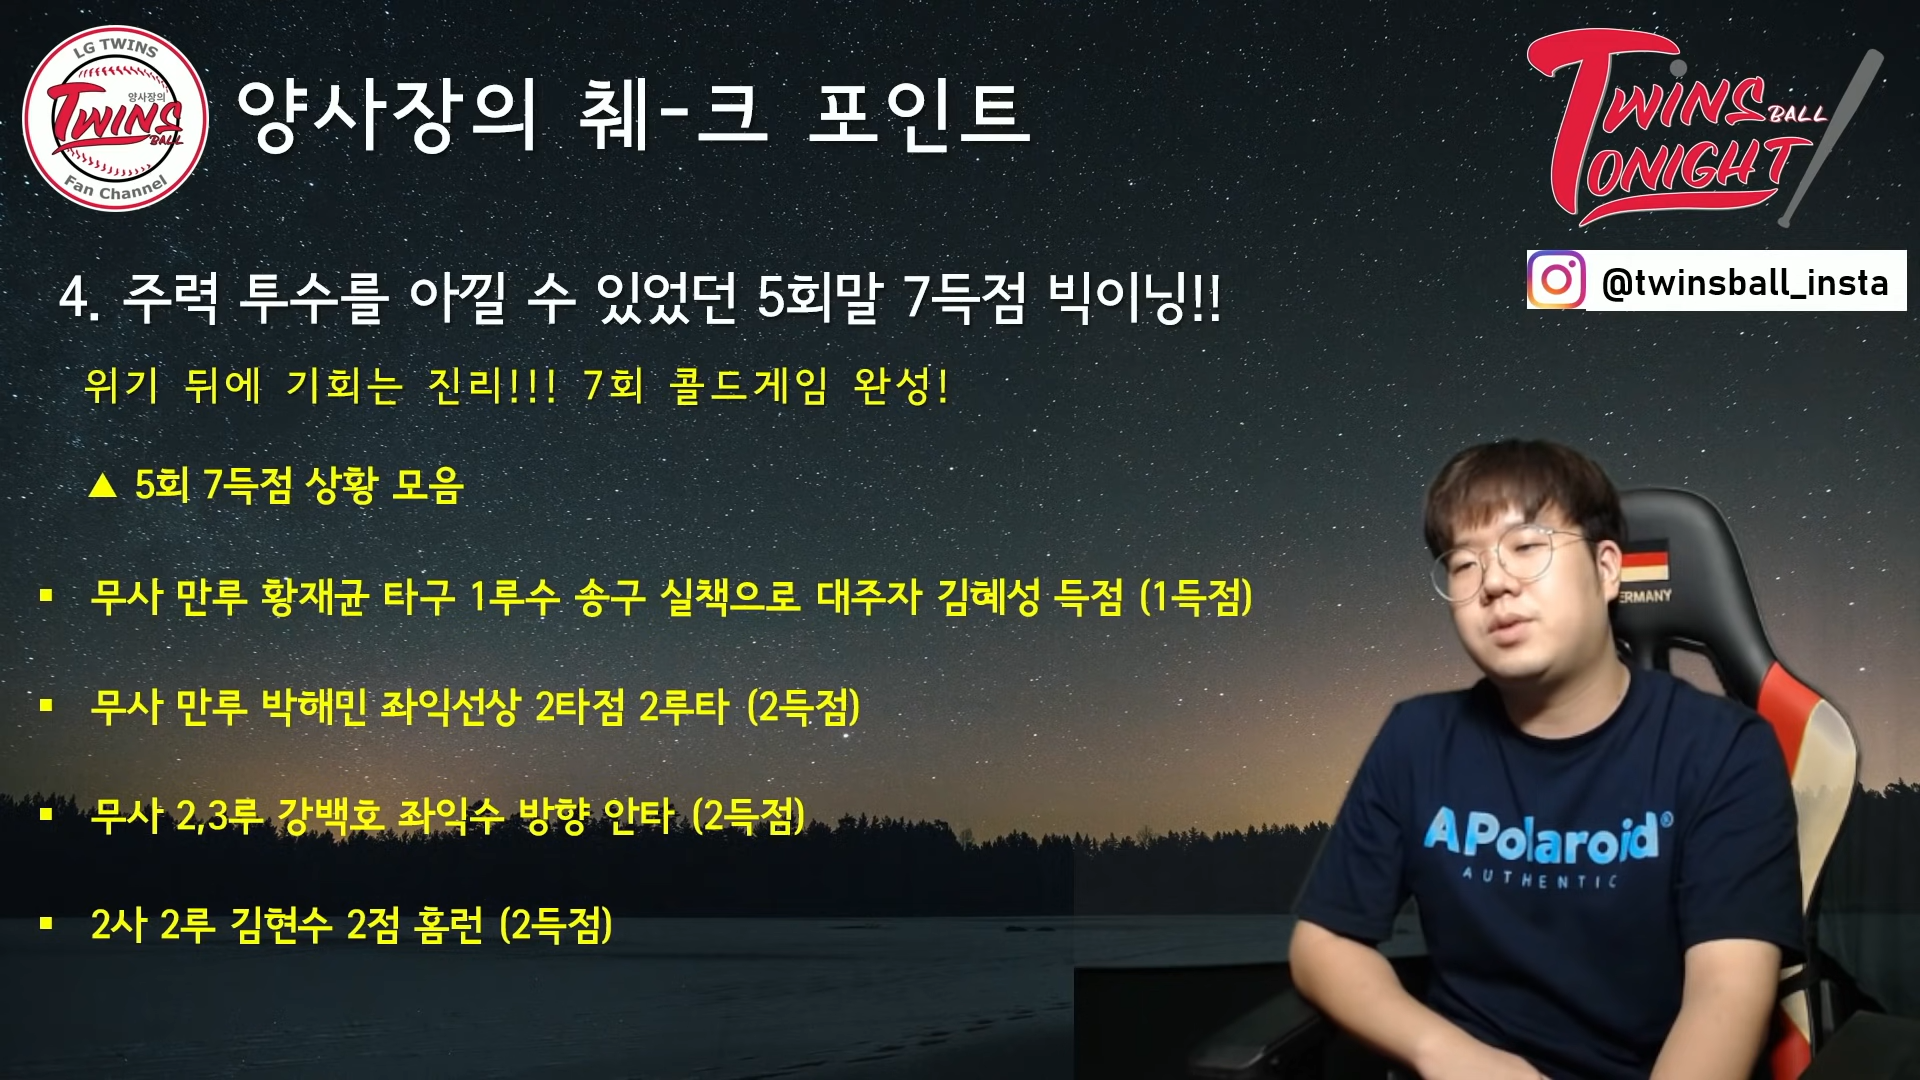 LG TWINS
양사장의
TWINS
BALL
Fan Channel
양사장의 췌-크 포인트
TWINS BALL
TONIGHT
@twinsball_insta
4. 주력 투수를 아낄 수 있었던 5회말 7득점 빅이닝!!
위기 뒤에 기회는 진리!!! 7회 콜드게임 완성!
▲ 5회 7득점 상황 모음
▪ 무사 만루 황재균 타구 1루수 송구 실책으로 대주자 김혜성 득점 (1득점)
▪ 무사 만루 박해민 좌익선상 2타점 2루타 (2득점)
▪ 무사 2,3루 강백호 좌익수 방향 안타 (2득점)
▪ 2사 2루 김현수 2점 홈런 (2득점)
ERMANY
APolaroid®
AUTHENTIC